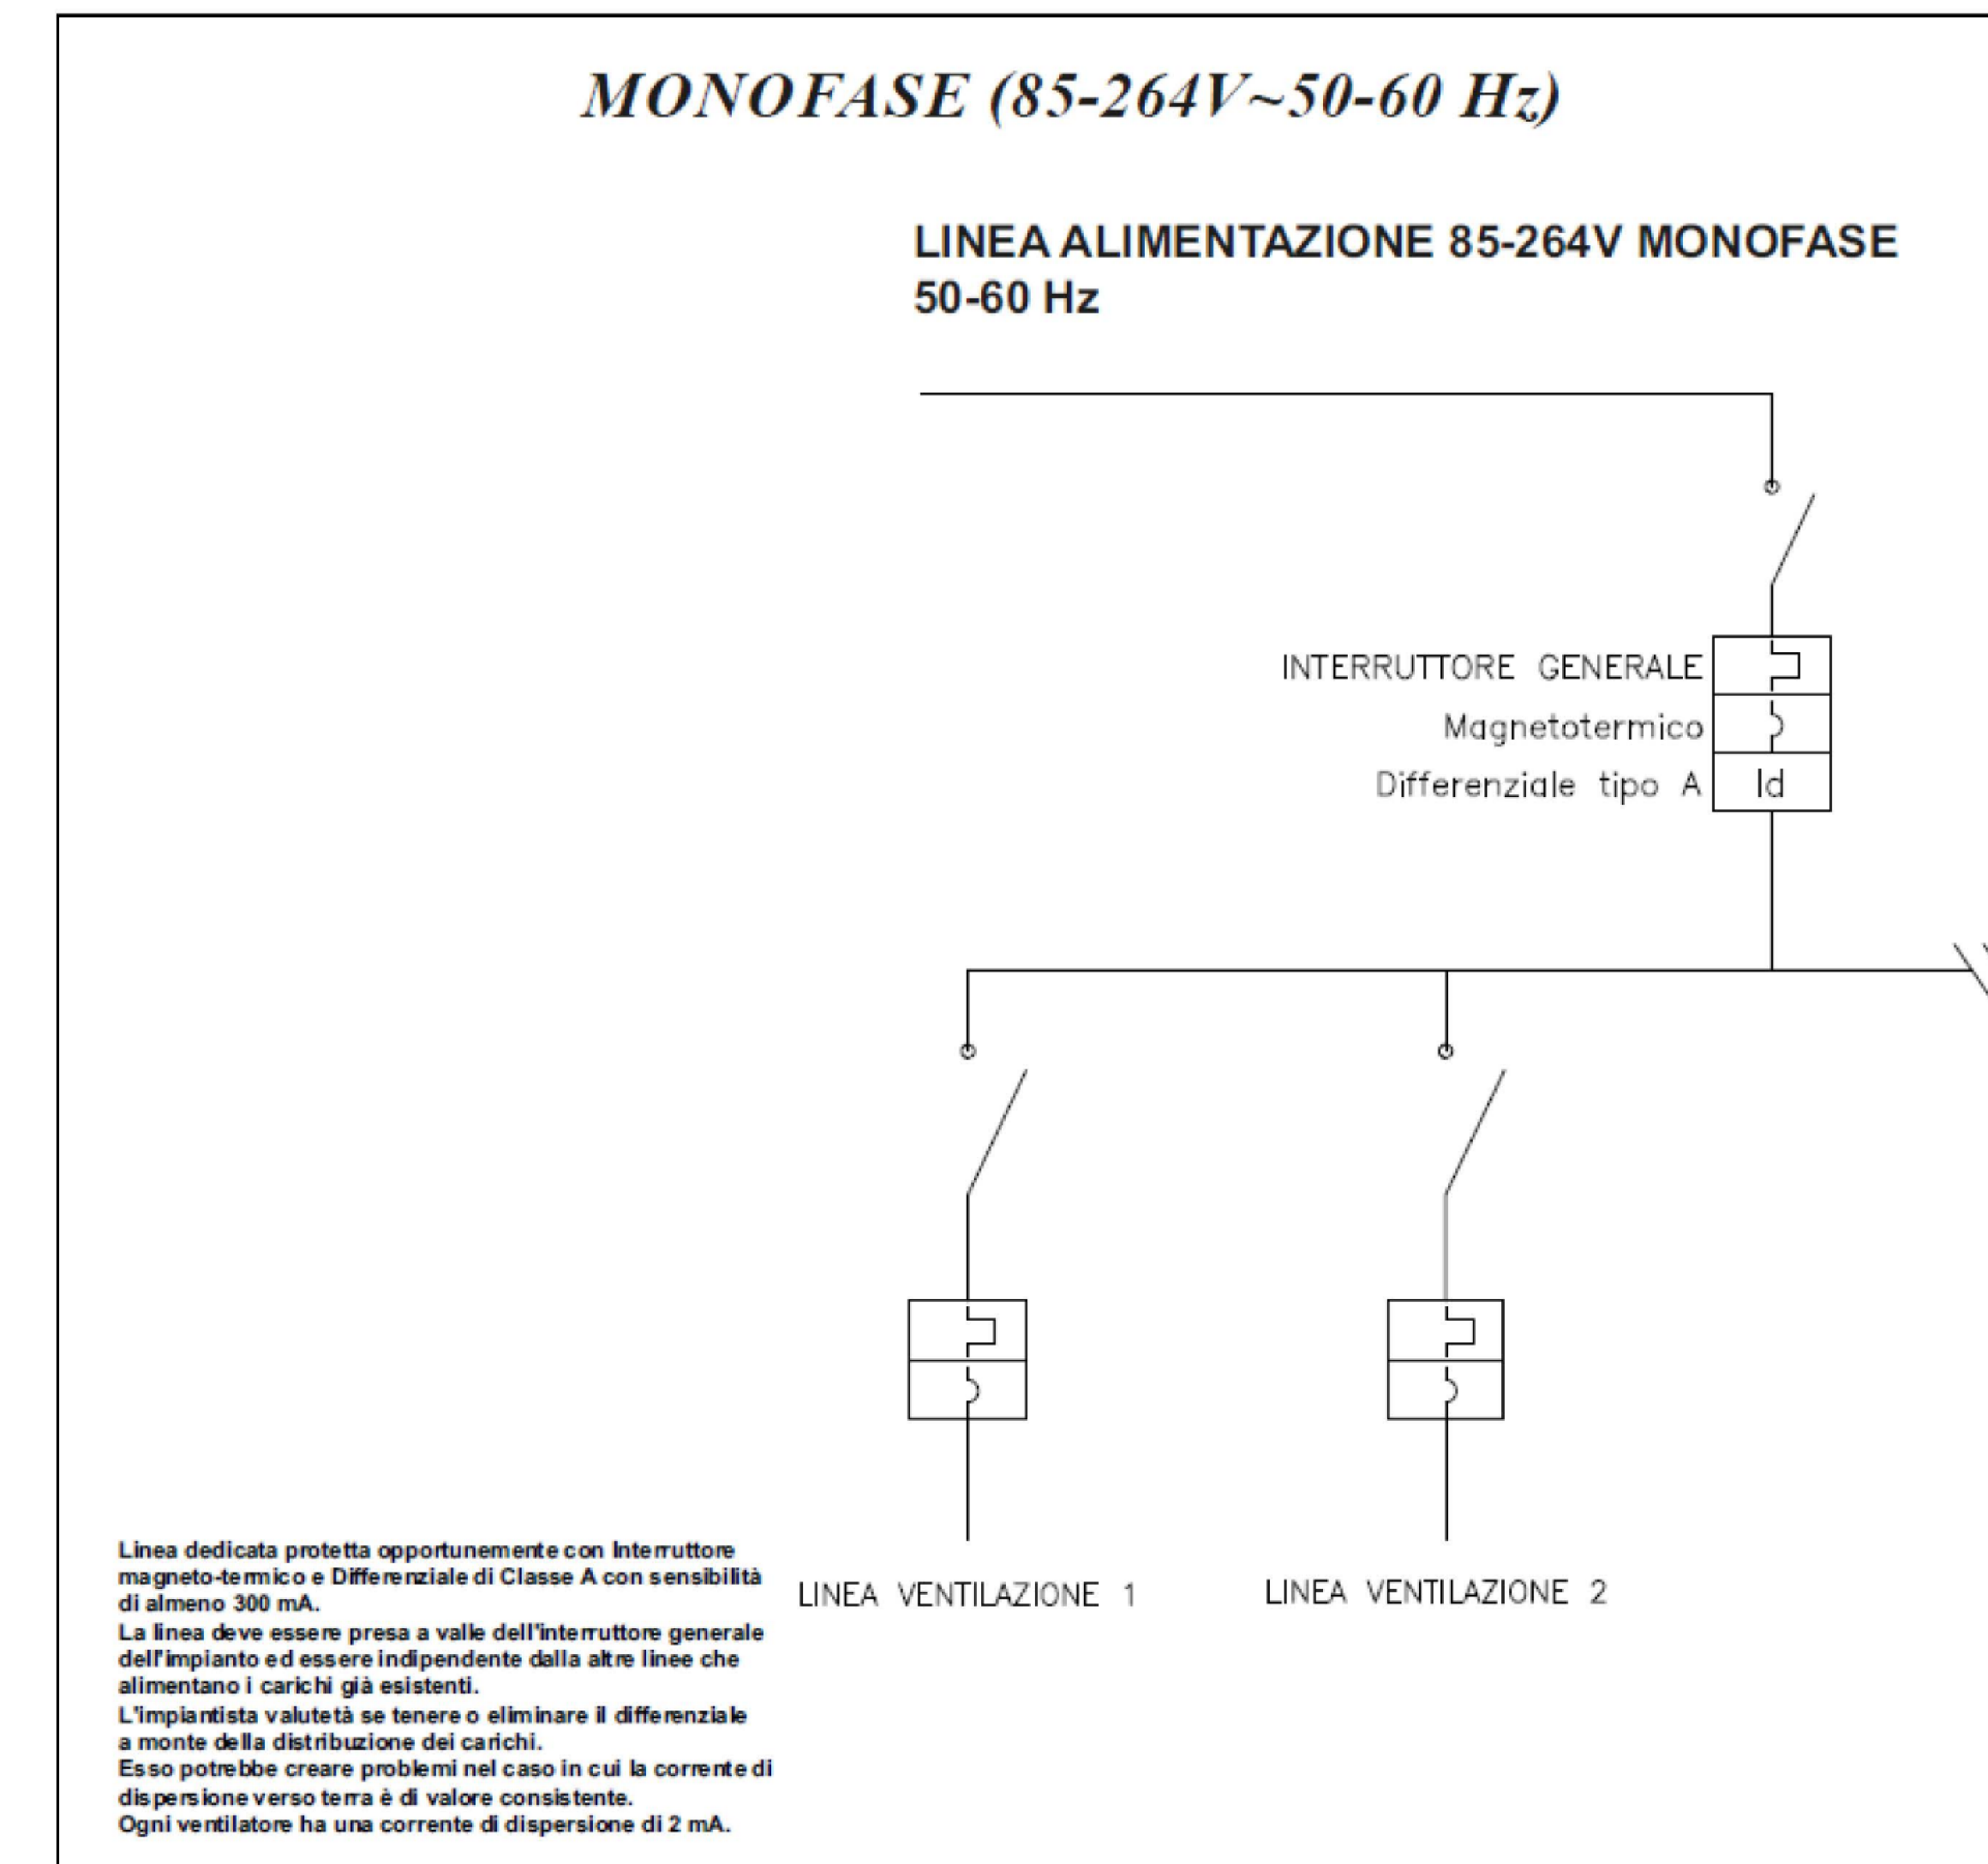 MONOFASE (85-264V~50-60 Hz)
LINEA ALIMENTAZIONE 85-264V MONOFASE
50-60 Hz
INTERRUTTORE GENERALE
Magnetotermico
Differenziale tipo A
Id
LINEA VENTILAZIONE 1
LINEA VENTILAZIONE 2
Linea dedicata protetta opportunemente con Interruttore
magneto-termico e Differenziale di Classe A con sensibilità
di almeno 300 mA.
La linea deve essere presa a valle dell'interruttore generale
dell'impianto ed essere indipendente dalla altre linee che
alimentano i carichi già esistenti.
L'impiantista valutetà se tenere o eliminare il differenziale
a monte della distribuzione dei carichi.
Esso potrebbe creare problemi nel caso in cui la corrente di
dispersione verso terra è di valore consistente.
Ogni ventilatore ha una corrente di dispersione di 2 mA.